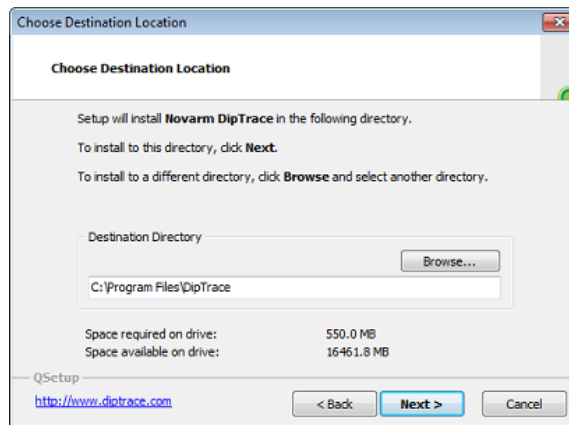 Choose Destination Location
Choose Destination Location
Setup will install Novarm DipTrace in the following directory.
To install to this directory, click Next.
To install to a different directory, click Browse and select another directory.
Destination Directory
Browse...
C:\Program Files\DipTrace
Space required on drive: 550.0 MB
Space available on drive: 16461.8 MB
QSetup
http://www.diptrace.com < Back Next > Cancel